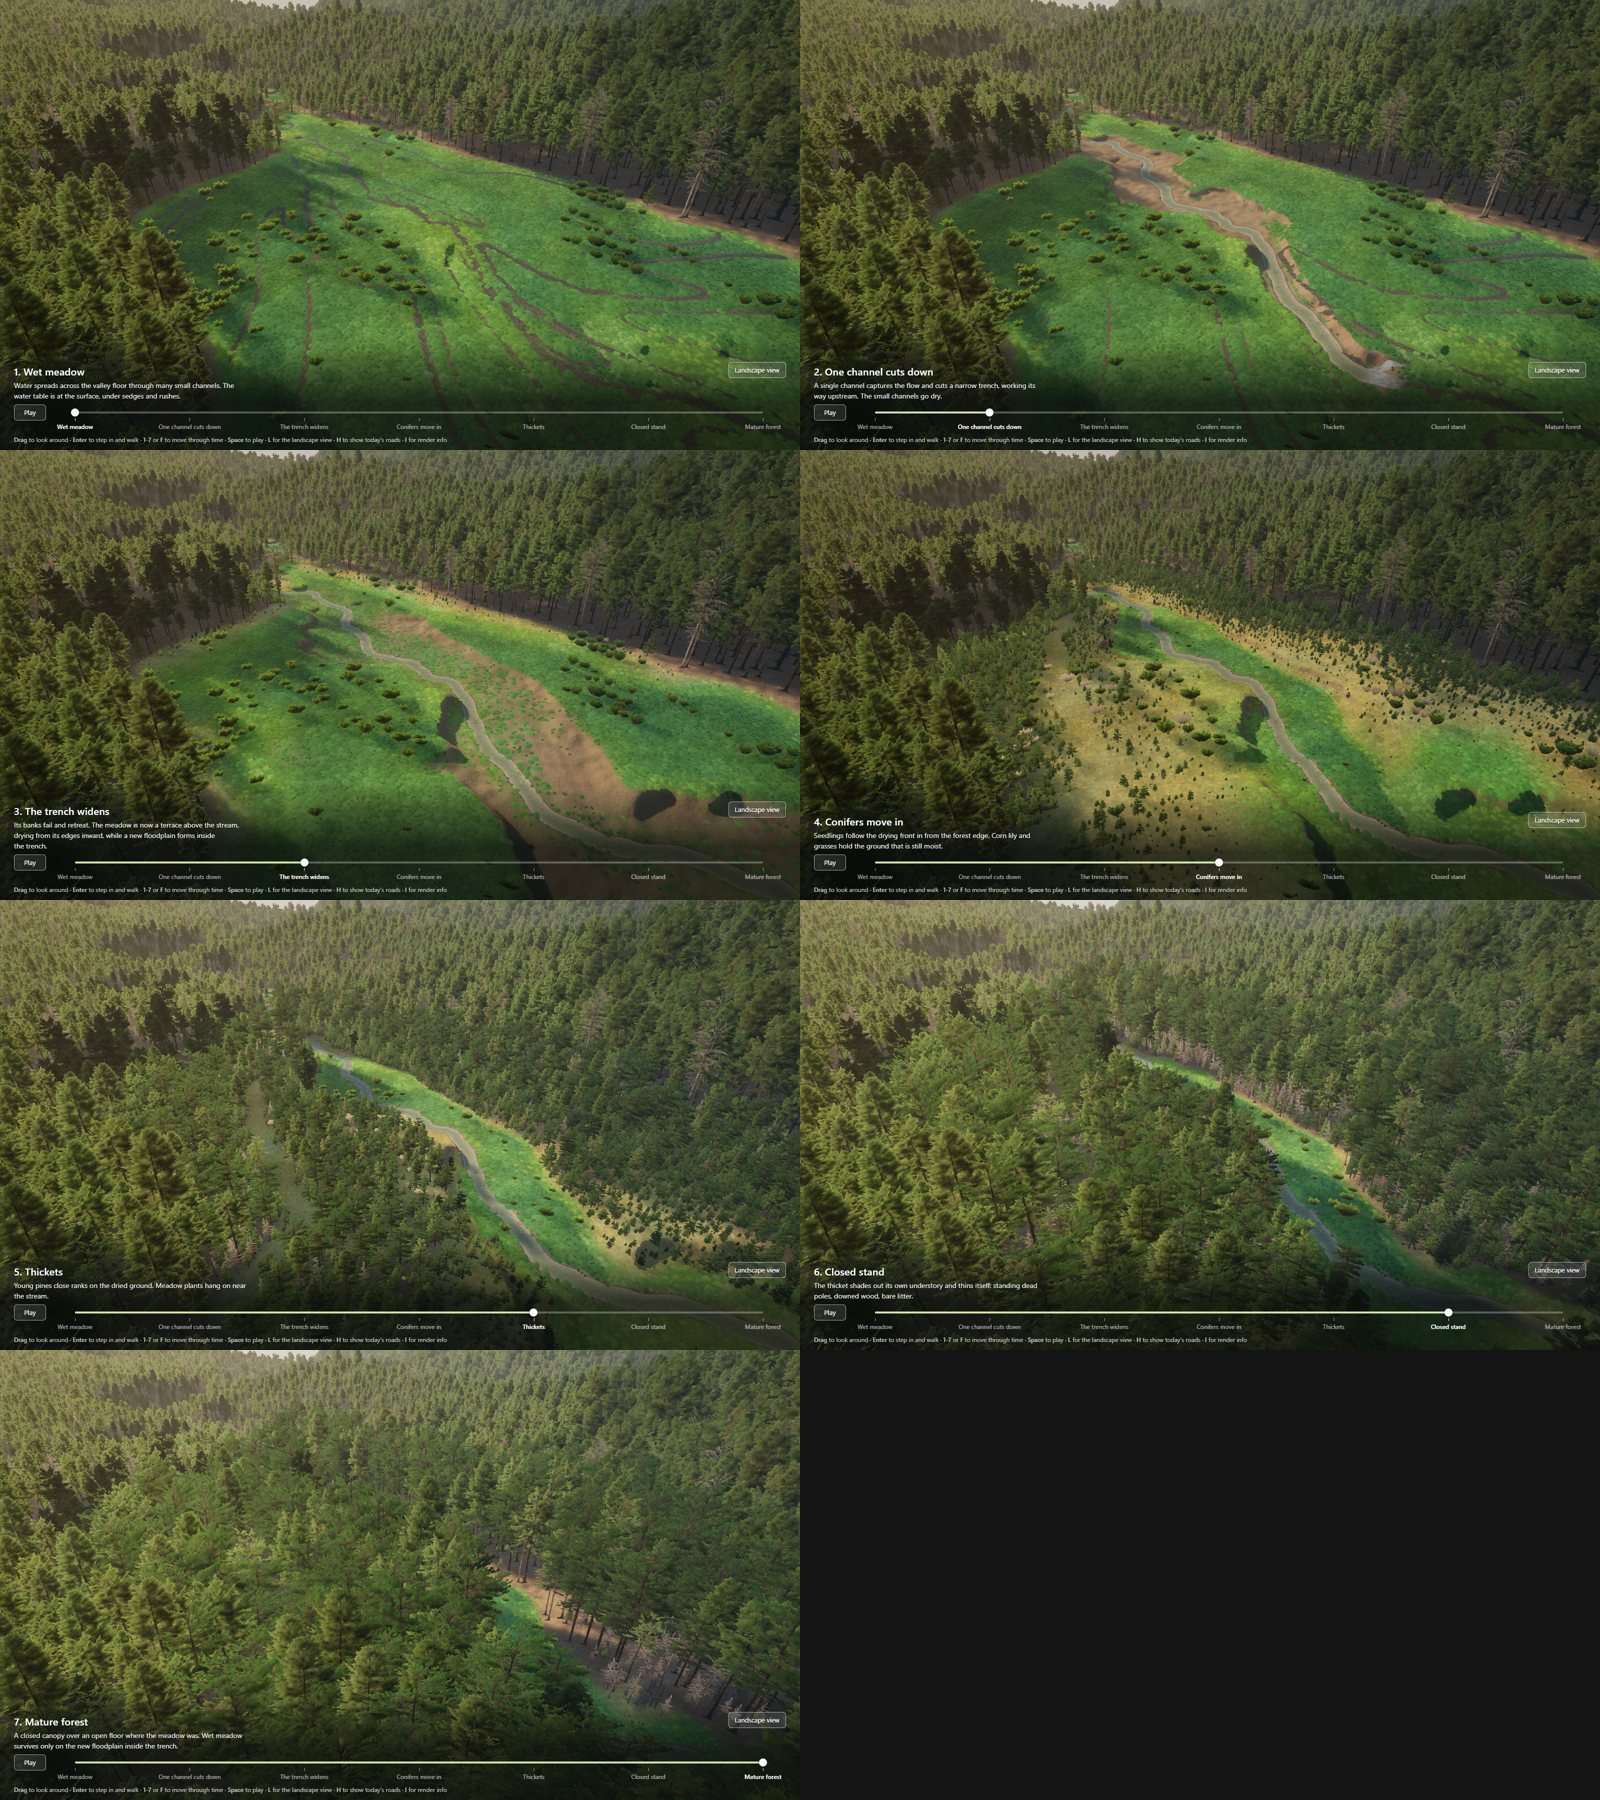 1. Wet meadow
Water spreads across the valley floor through many small channels. The
water table is at the surface, under sedges and rushes.
Landscape view
Play
Wet meadow One channel cuts down The trench widens Conifers move in Thickets Closed stand Mature forest
Drag to look around · Enter to step in and walk · 1-7 or F to move through time · Space to play · L for the landscape view · H to show today's roads · I for render info
2. One channel cuts down
A single channel captures the flow and cuts a narrow trench, working its
way upstream. The small channels go dry.
Landscape view
Play
Wet meadow One channel cuts down The trench widens Conifers move in Thickets Closed stand Mature forest
Drag to look around · Enter to step in and walk · 1-7 or F to move through time · Space to play · L for the landscape view · H to show today's roads · I for render info
3. The trench widens
Its banks fail and retreat. The meadow is now a terrace above the stream,
drying from its edges inward, while a new floodplain forms inside
the trench.
Landscape view
Play
Wet meadow One channel cuts down The trench widens Conifers move in Thickets Closed stand Mature forest
Drag to look around · Enter to step in and walk · 1-7 or F to move through time · Space to play · L for the landscape view · H to show today's roads · I for render info
4. Conifers move in
Seedlings follow the drying front in from the forest edge. Corn lily and
grasses hold the ground that is still moist.
Landscape view
Play
Wet meadow One channel cuts down The trench widens Conifers move in Thickets Closed stand Mature forest
Drag to look around · Enter to step in and walk · 1-7 or F to move through time · Space to play · L for the landscape view · H to show today's roads · I for render info
5. Thickets
Young pines close ranks on the dried ground. Meadow plants hang on near
the stream.
Landscape view
Play
Wet meadow One channel cuts down The trench widens Conifers move in Thickets Closed stand Mature forest
Drag to look around · Enter to step in and walk · 1-7 or F to move through time · Space to play · L for the landscape view · H to show today's roads · I for render info
6. Closed stand
The thicket shades out its own understory and thins itself: standing dead
poles, downed wood, bare litter.
Landscape view
Play
Wet meadow One channel cuts down The trench widens Conifers move in Thickets Closed stand Mature forest
Drag to look around · Enter to step in and walk · 1-7 or F to move through time · Space to play · L for the landscape view · H to show today's roads · I for render info
7. Mature forest
A closed canopy over an open floor where the meadow was. Wet meadow
survives only on the new floodplain inside the trench.
Landscape view
Play
Wet meadow One channel cuts down The trench widens Conifers move in Thickets Closed stand Mature forest
Drag to look around · Enter to step in and walk · 1-7 or F to move through time · Space to play · L for the landscape view · H to show today's roads · I for render info